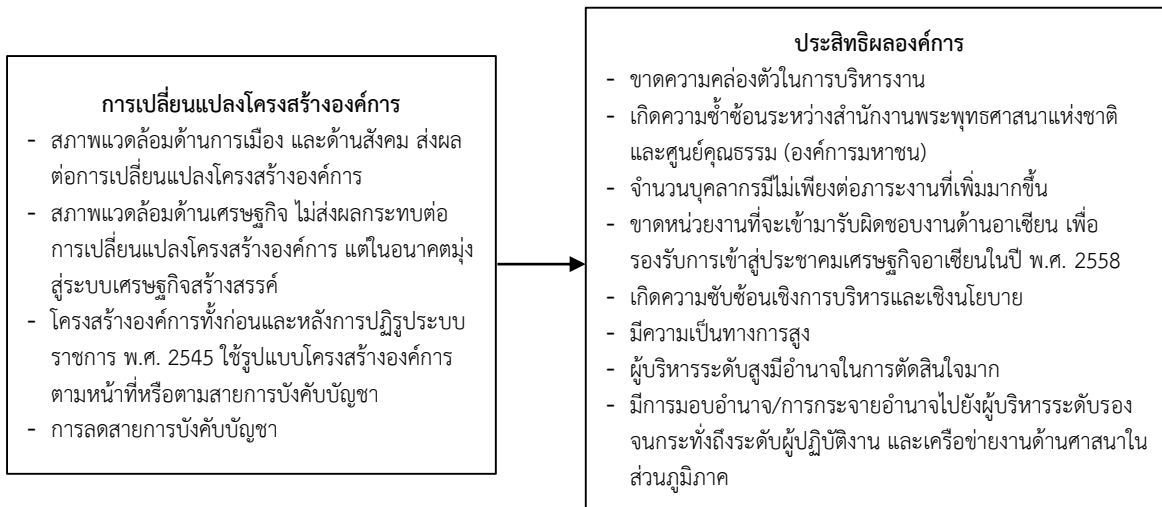 การเปลี่ยนแปลงโครงสร้างองค์การ
- สภาพแวดล้อมด้านการเมือง และด้านสังคม ส่งผล
ต่อการเปลี่ยนแปลงโครงสร้างองค์การ
- สภาพแวดล้อมด้านเศรษฐกิจ ไม่ส่งผลกระทบต่อ
การเปลี่ยนแปลงโครงสร้างองค์การ แต่ในอนาคตมุ่ง
สู่ระบบเศรษฐกิจสร้างสรรค์
- โครงสร้างองค์การทั้งก่อนและหลังการปฏิรูประบบ
ราชการ พ.ศ. 2545 ใช้รูปแบบโครงสร้างองค์การ
ตามหน้าที่หรือตามสายการบังคับบัญชา
- การลดสายการบังคับบัญชา
ประสิทธิผลองค์การ
- ขาดความคล่องตัวในการบริหารงาน
- เกิดความซ้ำซ้อนระหว่างสำนักงานพระพุทธศาสนาแห่งชาติ
และศูนย์คุณธรรม (องค์การมหาชน)
- จำนวนบุคลากรมีไม่เพียงต่อภาระงานที่เพิ่มมากขึ้น
- ขาดหน่วยงานที่จะเข้ามารับผิดชอบงานด้านอาเซียน เพื่อ
รองรับการเข้าสู่ประชาคมเศรษฐกิจอาเซียนในปี พ.ศ. 2558
- เกิดความซับซ้อนเชิงการบริหารและเชิงนโยบาย
- มีความเป็นทางการสูง
- ผู้บริหารระดับสูงมีอำนาจในการตัดสินใจมาก
- มีการมอบอำนาจ/การกระจายอำนาจไปยังผู้บริหารระดับรอง
จนกระทั่งถึงระดับผู้ปฏิบัติงาน และเครือข่ายงานด้านศาสนาใน
ส่วนภูมิภาค